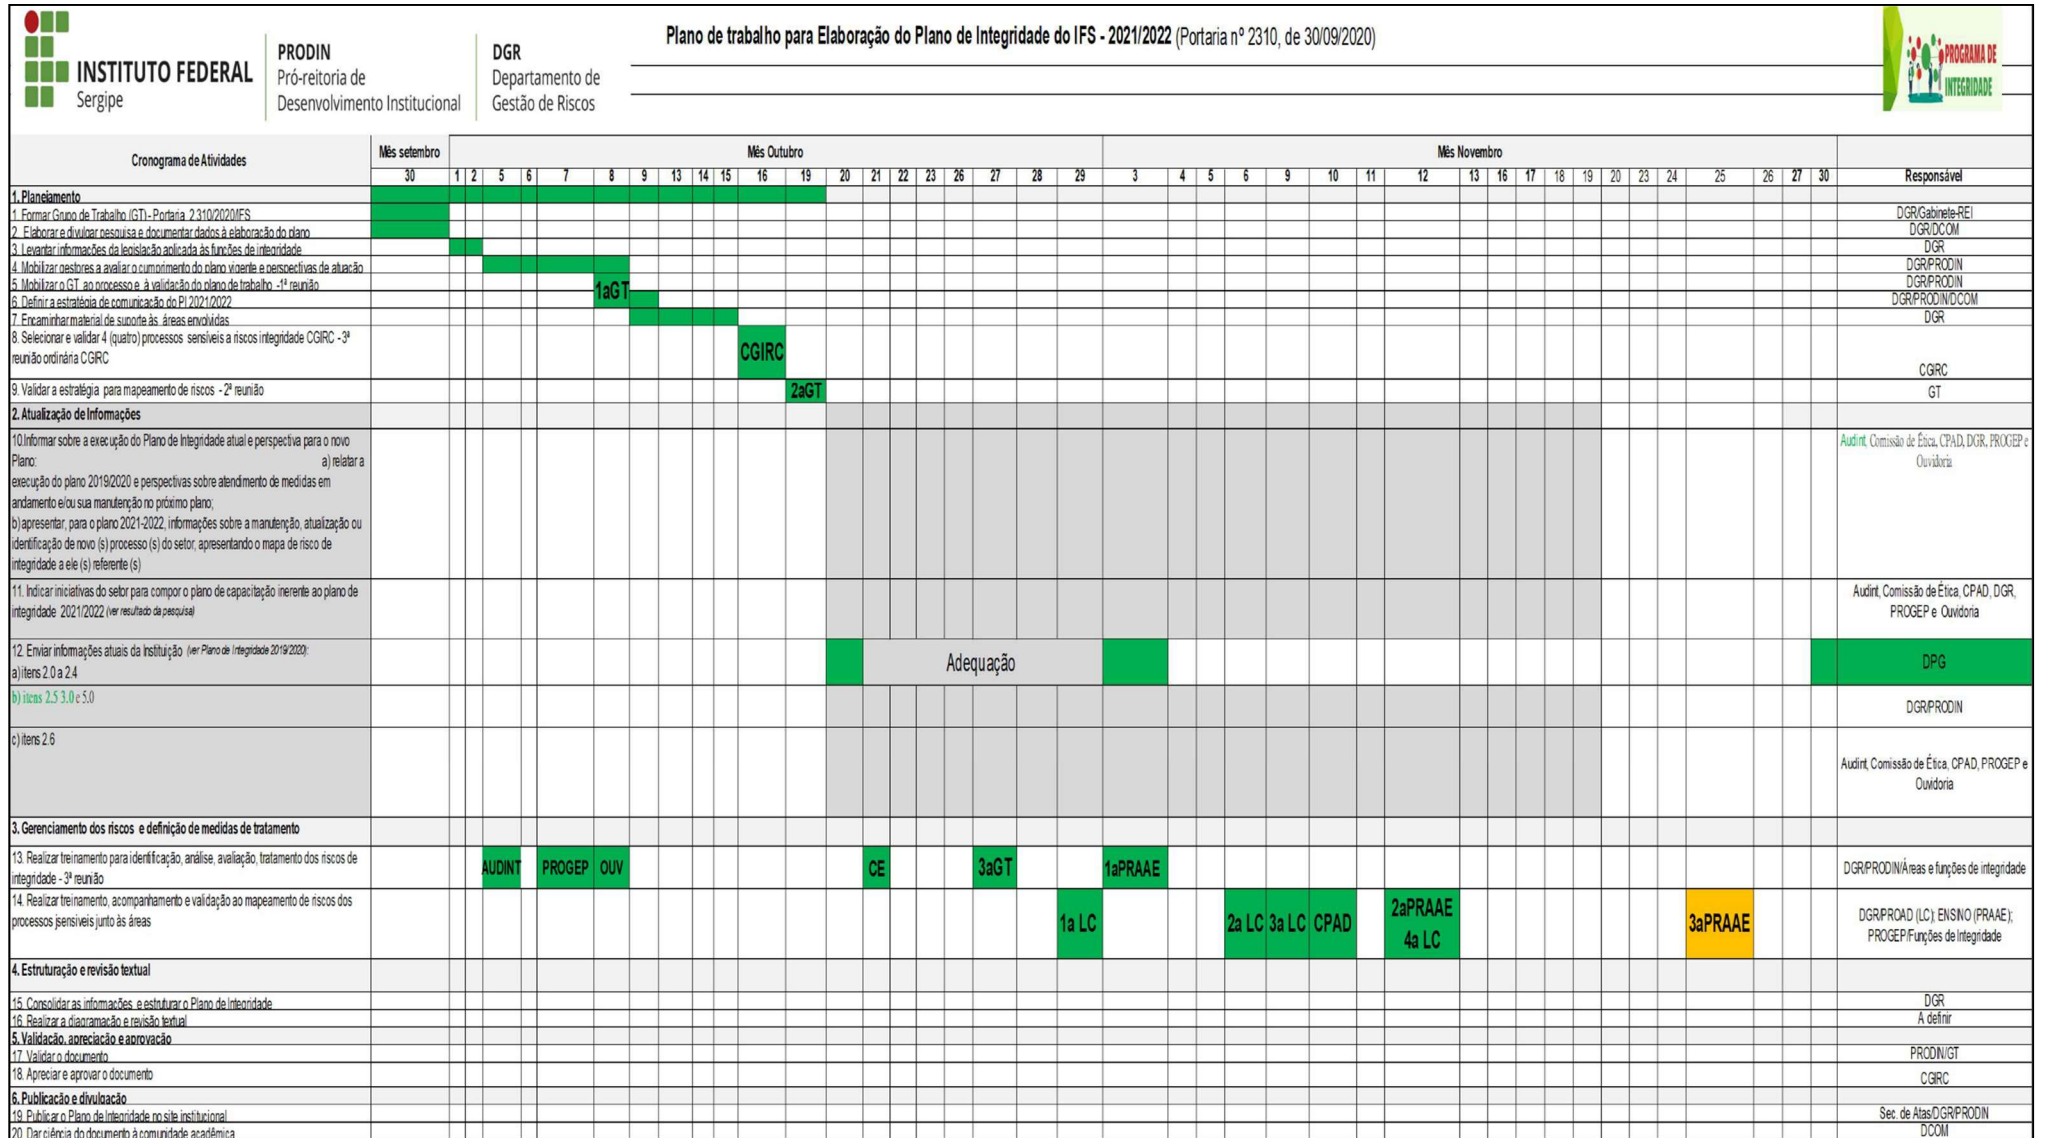 INSTITUTO FEDERAL
Sergipe
PRODIN
Pró-reitoria de
Desenvolvimento Institucional
DGR
Departamento de
Gestão de Riscos
Plano de trabalho para Elaboração do Plano de Integridade do IFS - 2021/2022 (Portaria nº 2310, de 30/09/2020)
PROGRAMA DE
INTEGRIDADE
Cronograma de Atividades
Mês setembro
Mês Outubro
Mês Novembro
30 1 2 5 6 7 8 9 13 14 15 16 19 20 21 22 23 26 27 28 29 3 4 5 6 9 10 11 12 13 16 17 18 19 20 23 24 25 26 27 30 Responsável
1. Planejamento
1. Formar Grupo de Trabalho (GT) - Portaria 2.310/2020/IFS DGR/Gabinete-REI
2. Elaborar e divulgar pesquisa e documentar dados à elaboração do plano DGR/DCOM
3. Levantar informações da legislação aplicada às funções de integridade DGR
4. Mobilizar gestores a avaliar o cumprimento do plano vigente e perspectivas de atuação DGR/PRODIN
5. Mobilizar o GT ao processo e à validação do plano de trabalho -1ª reunião 1aGT DGR/PRODIN
6. Definir a estratégia de comunicação do PI 2021/2022 DGR/PRODIN/DCOM
7. Encaminhar material de suporte às áreas envolvidas DGR
8. Selecionar e validar 4 (quatro) processos sensíveis a riscos integridade CGIRC - 3ª
reunião ordinária CGIRC CGIRC CGIRC
9. Validar a estratégia para mapeamento de riscos - 2ª reunião 2aGT GT
2. Atualização de Informações
10.Informar sobre a execução do Plano de Integridade atual e perspectiva para o novo
Plano: a) relatar a
execução do plano 2019/2020 e perspectivas sobre atendimento de medidas em
andamento e/ou sua manutenção no próximo plano;
b) apresentar, para o plano 2021-2022, informações sobre a manutenção, atualização ou
identificação de novo (s) processo (s) do setor, apresentando o mapa de risco de
integridade a ele (s) referente (s)
Audint, Comissão de Ética, CPAD, DGR, PROGEP e
Ouvidoria
11. Indicar iniciativas do setor para compor o plano de capacitação inerente ao plano de
integridade 2021/2022 (ver resultado da pesquisa)
Audint, Comissão de Ética, CPAD, DGR,
PROGEP e Ouvidoria
12. Enviar informações atuais da Instituição (ver Plano de Integridade 2019/2020):
a) itens 2.0 a 2.4
Adequação
DPG
b) itens 2.5 3.0 e 5.0
DGR/PRODIN
c) itens 2.6
Audint, Comissão de Ética, CPAD, PROGEP e
Ouvidoria
3. Gerenciamento dos riscos e definição de medidas de tratamento
13. Realizar treinamento para identificação, análise, avaliação, tratamento dos riscos de
integridade - 3ª reunião
AUDINT PROGEP OUV CE 3aGT 1aPRAAE
DGR/PRODIN/Áreas e funções de integridade
14. Realizar treinamento, acompanhamento e validação ao mapeamento de riscos dos
processos jsensiveis junto às áreas
1a LC 2a LC 3a LC CPAD 2aPRAAE
4a LC
3aPRAAE
DGR/PROAD (LC); ENSINO (PRAAE);
PROGEP/Funções de Integridade
4. Estruturação e revisão textual
15. Consolidar as informações e estruturar o Plano de Integridade DGR
16. Realizar a diagramação e revisão textual A definir
5. Validação, apreciação e aprovação
17. Validar o documento PRODIN/GT
18. Apreciar e aprovar o documento CGIRC
6. Publicação e divulgação
19. Publicar o Plano de Integridade no site institucional Sec. de Atas/DGR/PRODIN
20. Dar ciência do documento à comunidade acadêmica DCOM